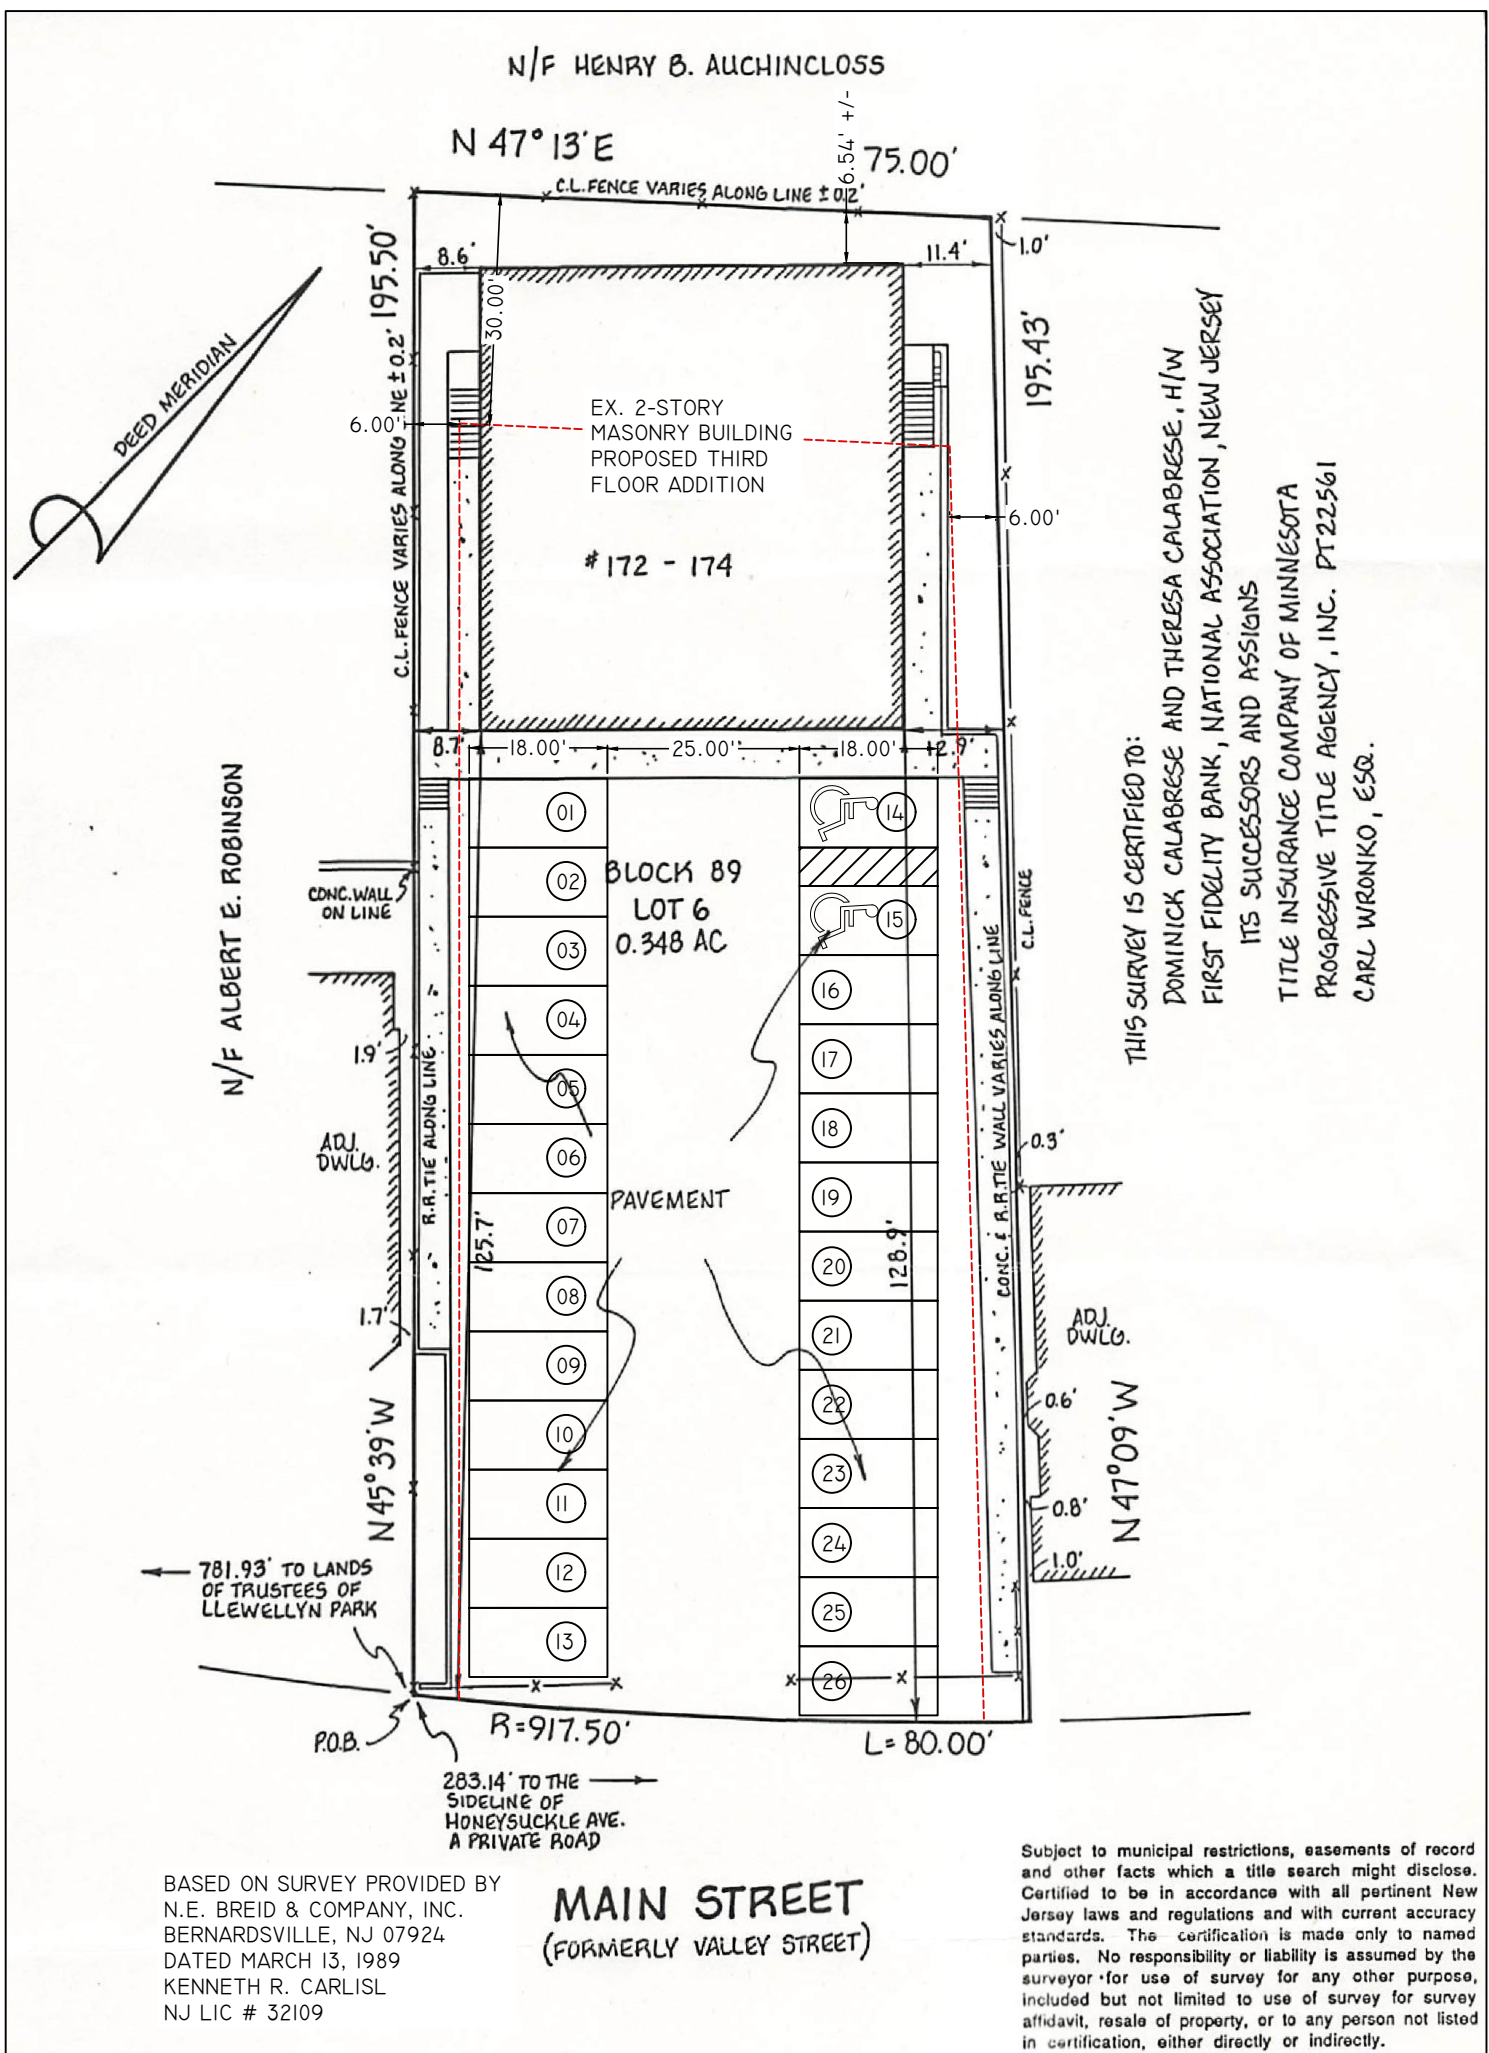 N/F HENRY B. AUCHINCLOSS
N 47° 13' E
6.54' +/-
75.00'
C.L. FENCE VARIES ALONG LINE ± 0.2'
8.6'
11.4'
1.0'
195.50'
30.00'
195.43'
DEED MERIDIAN
C.L. FENCE VARIES ALONG NE ± 0.2'
6.00'
EX. 2-STORY
MASONRY BUILDING
PROPOSED THIRD
FLOOR ADDITION
6.00'
# 172 - 174
THIS SURVEY IS CERTIFIED TO:
DOMINICK CALABRESE AND THERESA CALABRESE, H/W
FIRST FIDELITY BANK, NATIONAL ASSOCIATION, NEW JERSEY
ITS SUCCESSORS AND ASSIGNS
TITLE INSURANCE COMPANY OF MINNESOTA
PROGRESSIVE TITLE AGENCY, INC. PT22561
CARL WRONKO, ESQ.
8.7'
18.00'
25.00'
18.00'
12.9'
N/F ALBERT E. ROBINSON
01
14
CONC. WALL
ON LINE
02
BLOCK 89
LOT 6
0.348 AC
15
C.L. FENCE
03
16
04
17
1.9'
05
18
R.R. TIE ALONG LINE
CONC. & R.R. TIE WALL VARIES ALONG LINE
ADJ.
DWLG.
06
0.3'
19
PAVEMENT
07
125.7'
128.9'
20
08
1.7'
21
ADJ.
DWLG.
09
22
0.6'
10
N45°39'W
23
N47°09'W
11
0.8'
24
1.0'
12
781.93' TO LANDS
OF TRUSTEES OF
LLEWELLYN PARK
25
13
26
P.O.B.
R=917.50'
L= 80.00'
283.14' TO THE
SIDELINE OF
HONEYSUCKLE AVE.
A PRIVATE ROAD
BASED ON SURVEY PROVIDED BY
N.E. BREID & COMPANY, INC.
BERNARDSVILLE, NJ 07924
DATED MARCH 13, 1989
KENNETH R. CARLISL
NJ LIC # 32109
MAIN STREET
(FORMERLY VALLEY STREET)
Subject to municipal restrictions, easements of record
and other facts which a title search might disclose.
Certified to be in accordance with all pertinent New
Jersey laws and regulations and with current accuracy
standards. The certification is made only to named
parties. No responsibility or liability is assumed by the
surveyor for use of survey for any other purpose,
included but not limited to use of survey for survey
affidavit, resale of property, or to any person not listed
in certification, either directly or indirectly.